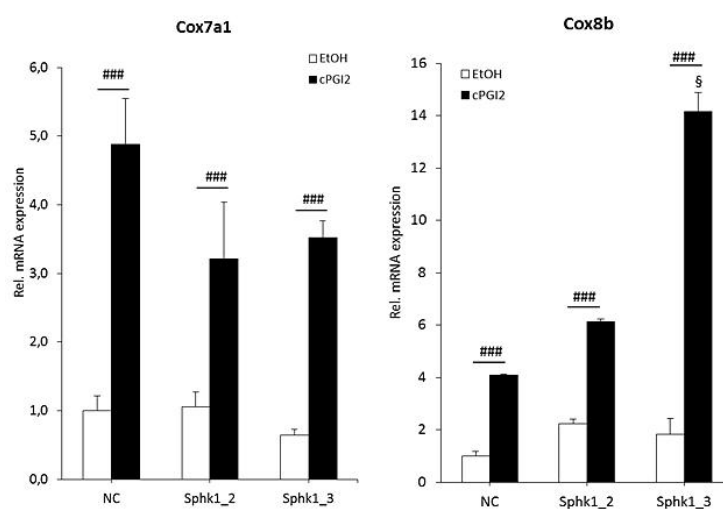 Cox7a1
6,0
5,0
4,0
3,0
2,0
1,0
0,0
Rel. mRNA expression
EtOH
cPGI2
###
###
###
NC
Sphk1_2
Sphk1_3
Cox8b
16
14
12
10
8
6
4
2
0
Rel. mRNA expression
EtOH
cPGI2
###
###
###
§
NC
Sphk1_2
Sphk1_3